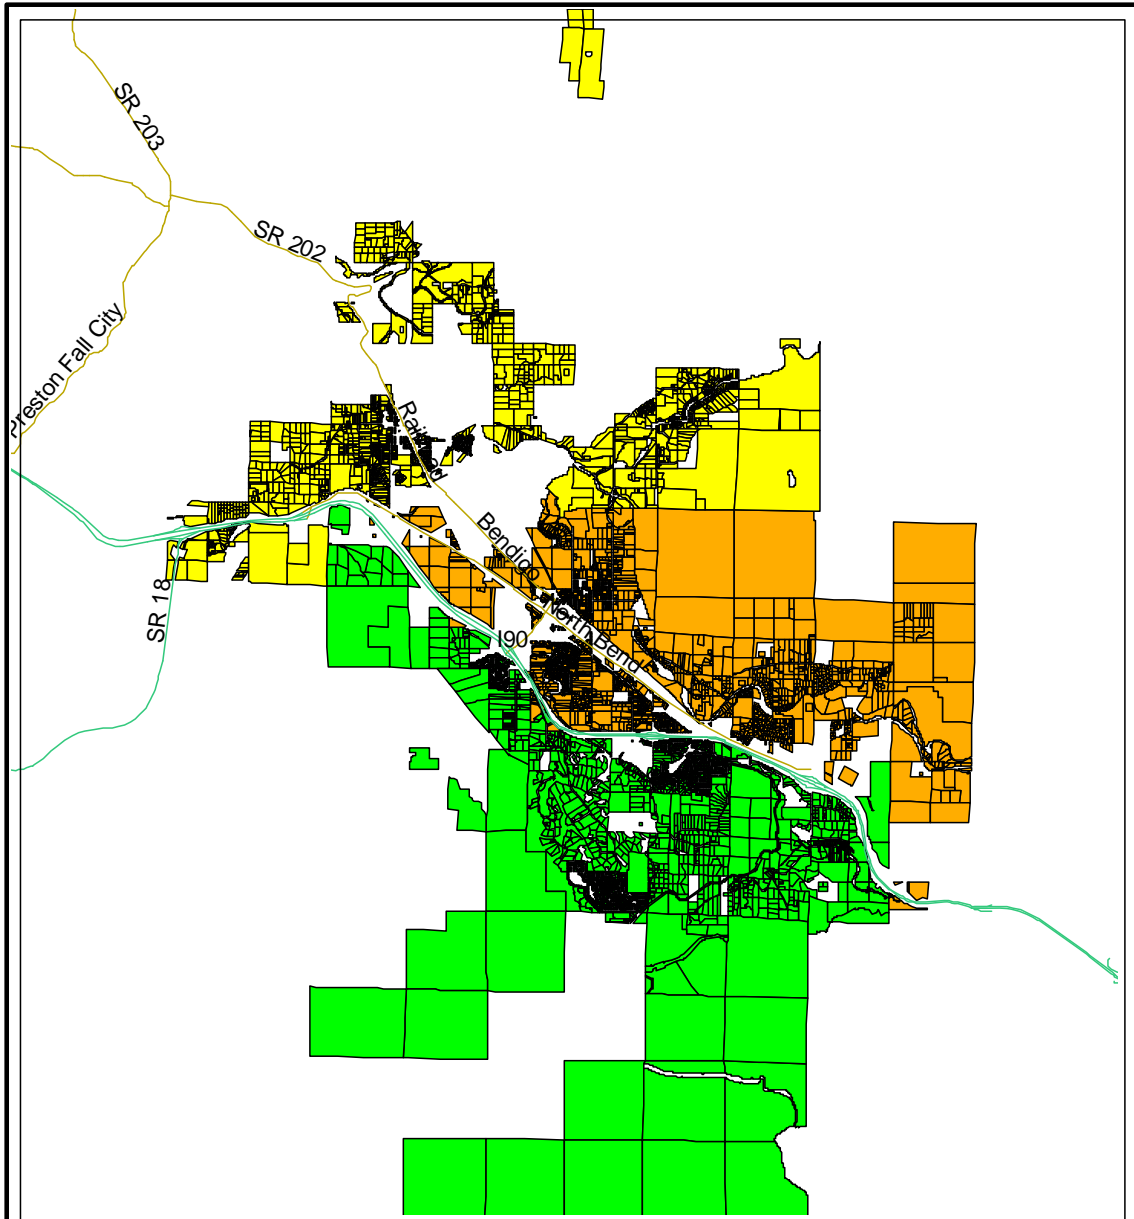 SR 203
SR 202
Preston Fall City
Railroad
Bendigo
North Bend
I90
SR 18